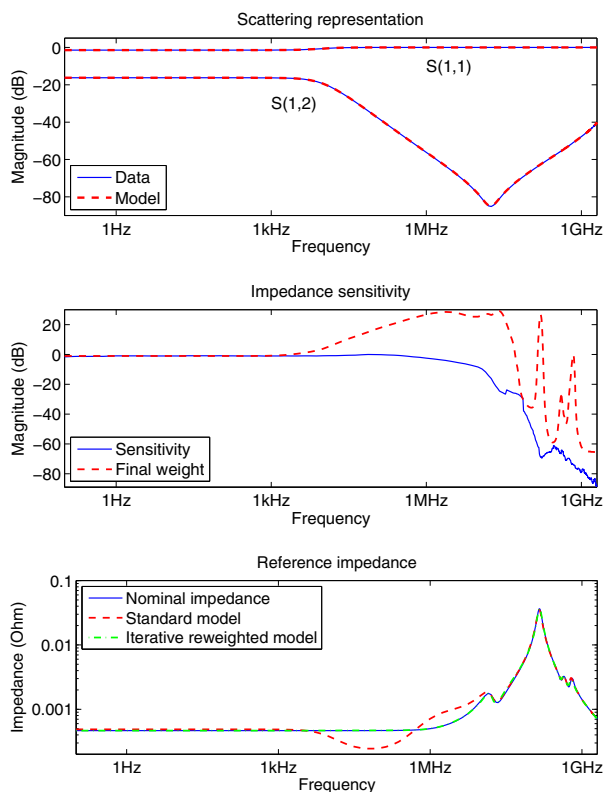 Scattering representation
0
−20
−40
−60
−80
Magnitude (dB)
S(1,1)
S(1,2)
Data
Model
1Hz
1kHz
1MHz
1GHz
Frequency
Impedance sensitivity
20
0
−20
−40
−60
−80
Magnitude (dB)
Sensitivity
Final weight
1Hz
1kHz
1MHz
1GHz
Frequency
Reference impedance
0.1
0.01
0.001
Impedance (Ohm)
Nominal impedance
Standard model
Iterative reweighted model
1Hz
1kHz
1MHz
1GHz
Frequency